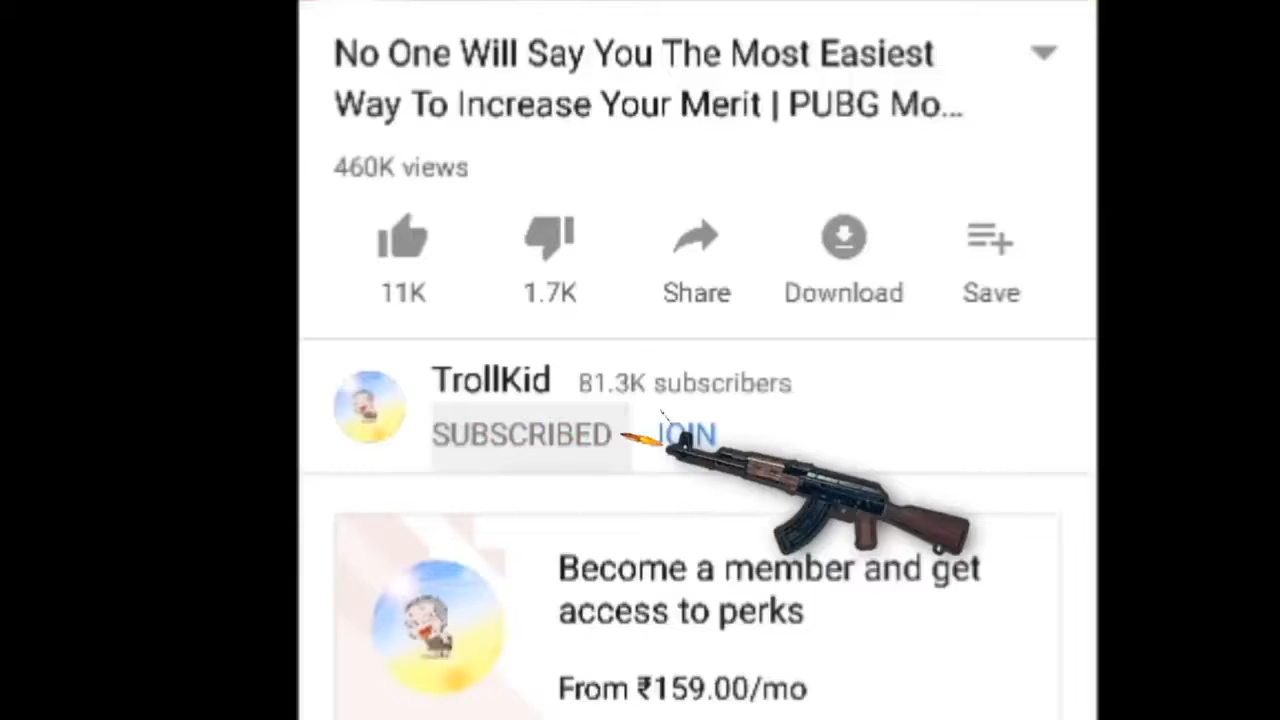 No One Will Say You The Most Easiest
Way To Increase Your Merit | PUBG Mo...
460K views
11K
1.7K
Share
Download
Save
TrollKid 81.3K subscribers
SUBSCRIBED JOIN
Become a member and get
access to perks
From ₹159.00/mo